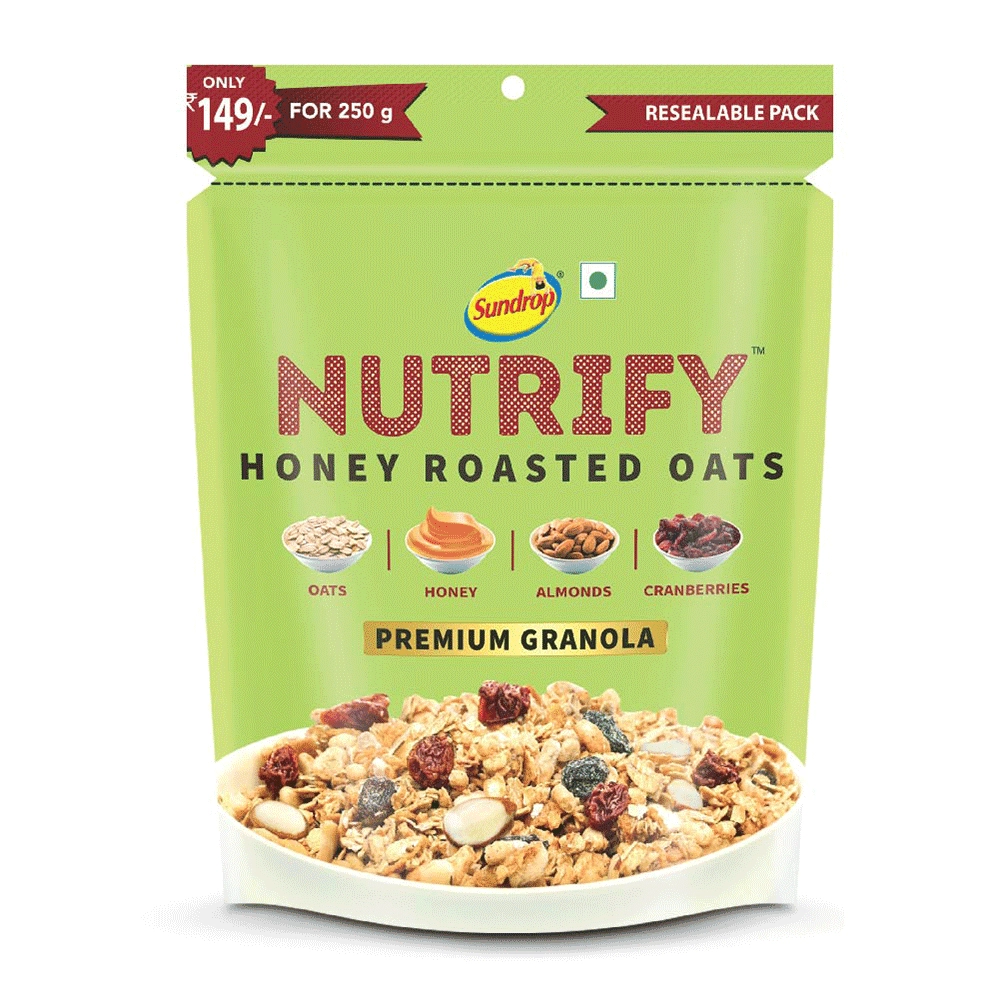 ONLY
₹149/-
FOR 250 g
RESEALABLE PACK
Sundrop®
NUTRIFY™
HONEY ROASTED OATS
OATS | HONEY | ALMONDS | CRANBERRIES
PREMIUM GRANOLA